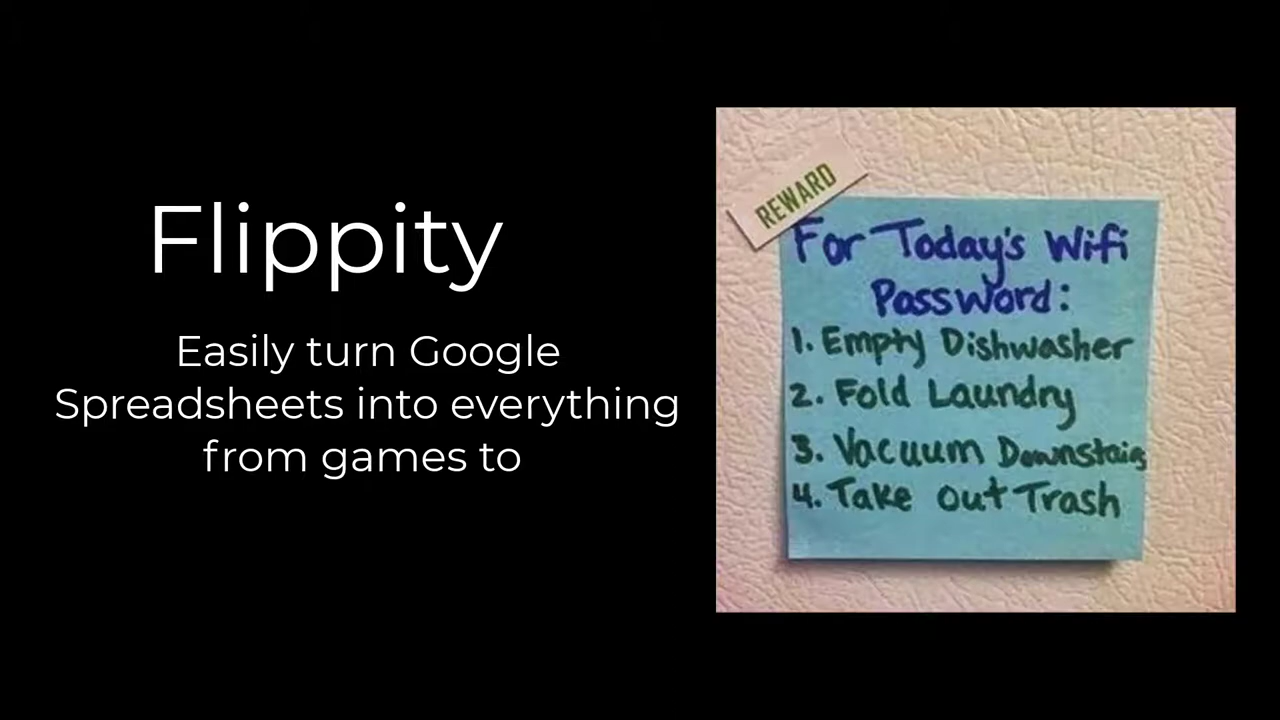 Flippity
Easily turn Google
Spreadsheets into everything
from games to
REWARD
For Today's Wifi
Password:
1. Empty Dishwasher
2. Fold Laundry
3. Vacuum Downstairs
4. Take Out Trash